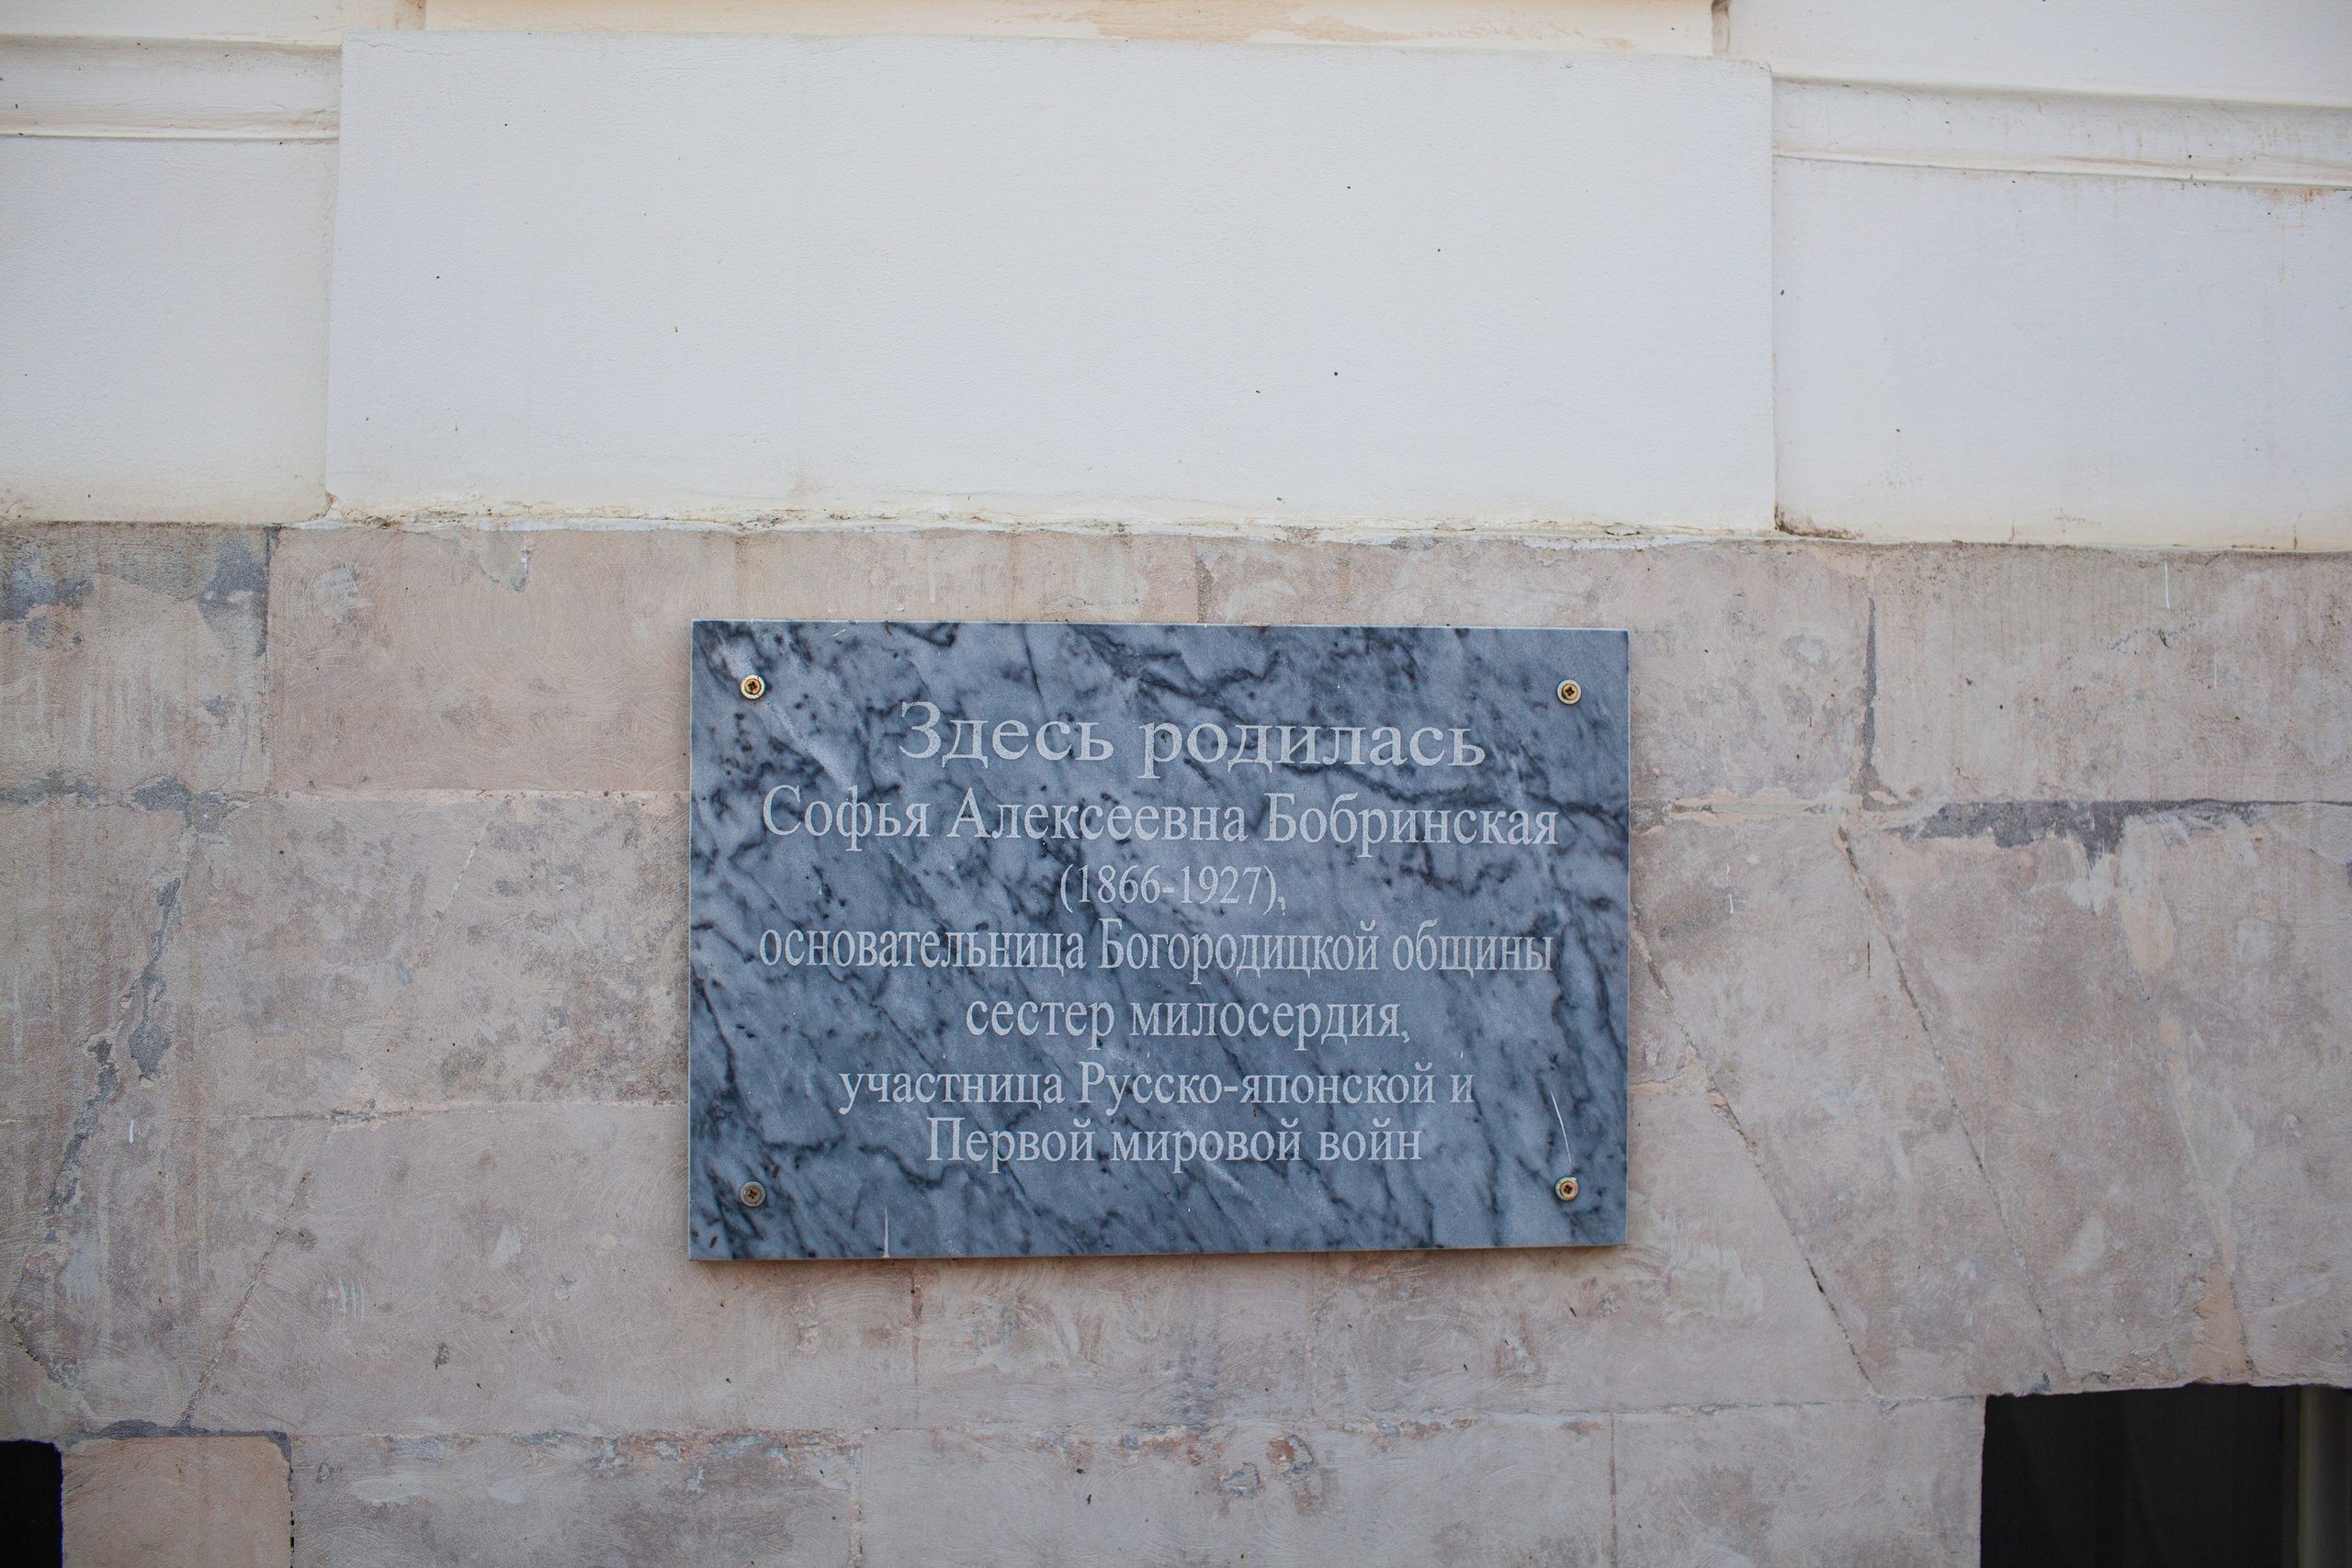 Здесь родилась
Софья Алексеевна Бобринская
(1866-1927),
основательница Богородицкой общины
сестер милосердия,
участница Русско-японской и
Первой мировой войн